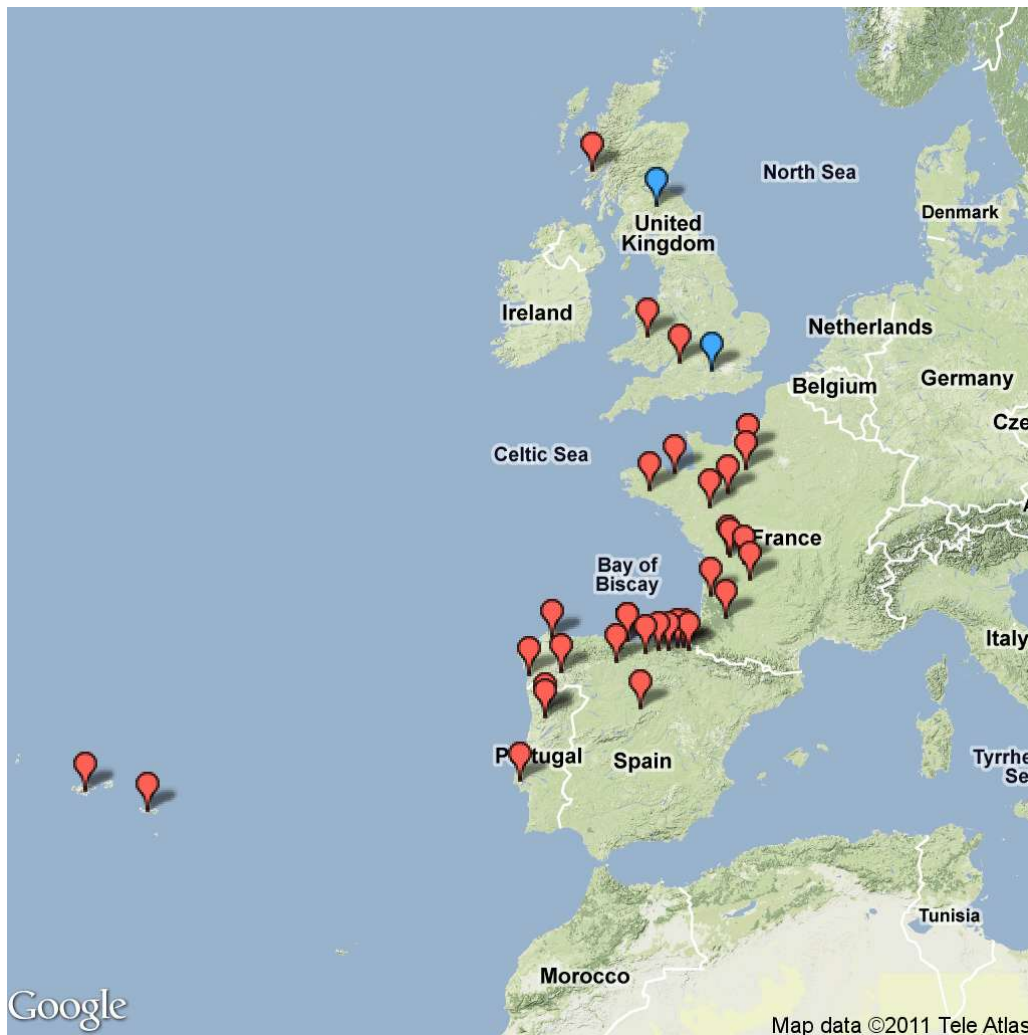 North Sea
Denmark
United
Kingdom
Ireland
Netherlands
Belgium
Germany
Cze
Celtic Sea
France
Bay of
Biscay
Italy
Portugal
Spain
Tyrrhe
Se
Tunisia
Morocco
Google
Map data ©2011 Tele Atlas